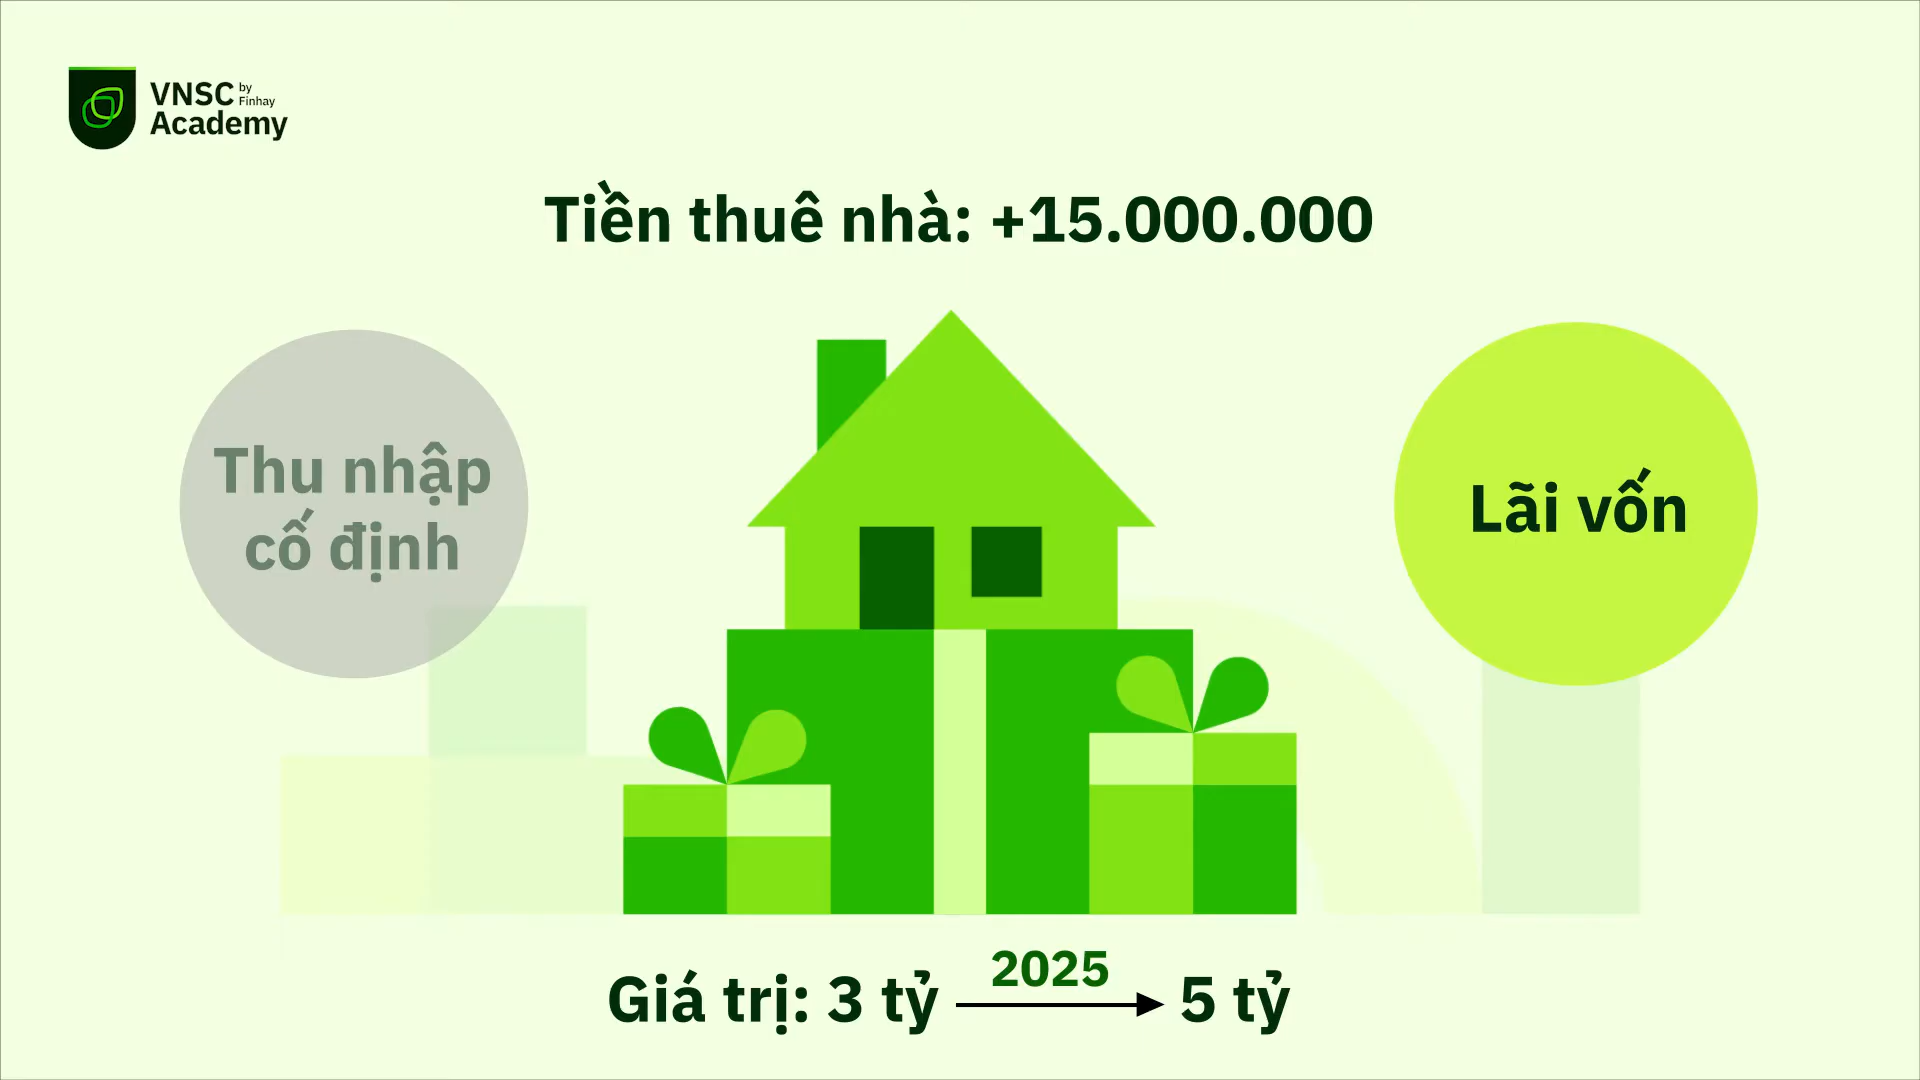 VNSC by Finhay
Academy
Tiền thuê nhà: +15.000.000
Thu nhập
cố định
Lãi vốn
2025
Giá trị: 3 tỷ 5 tỷ